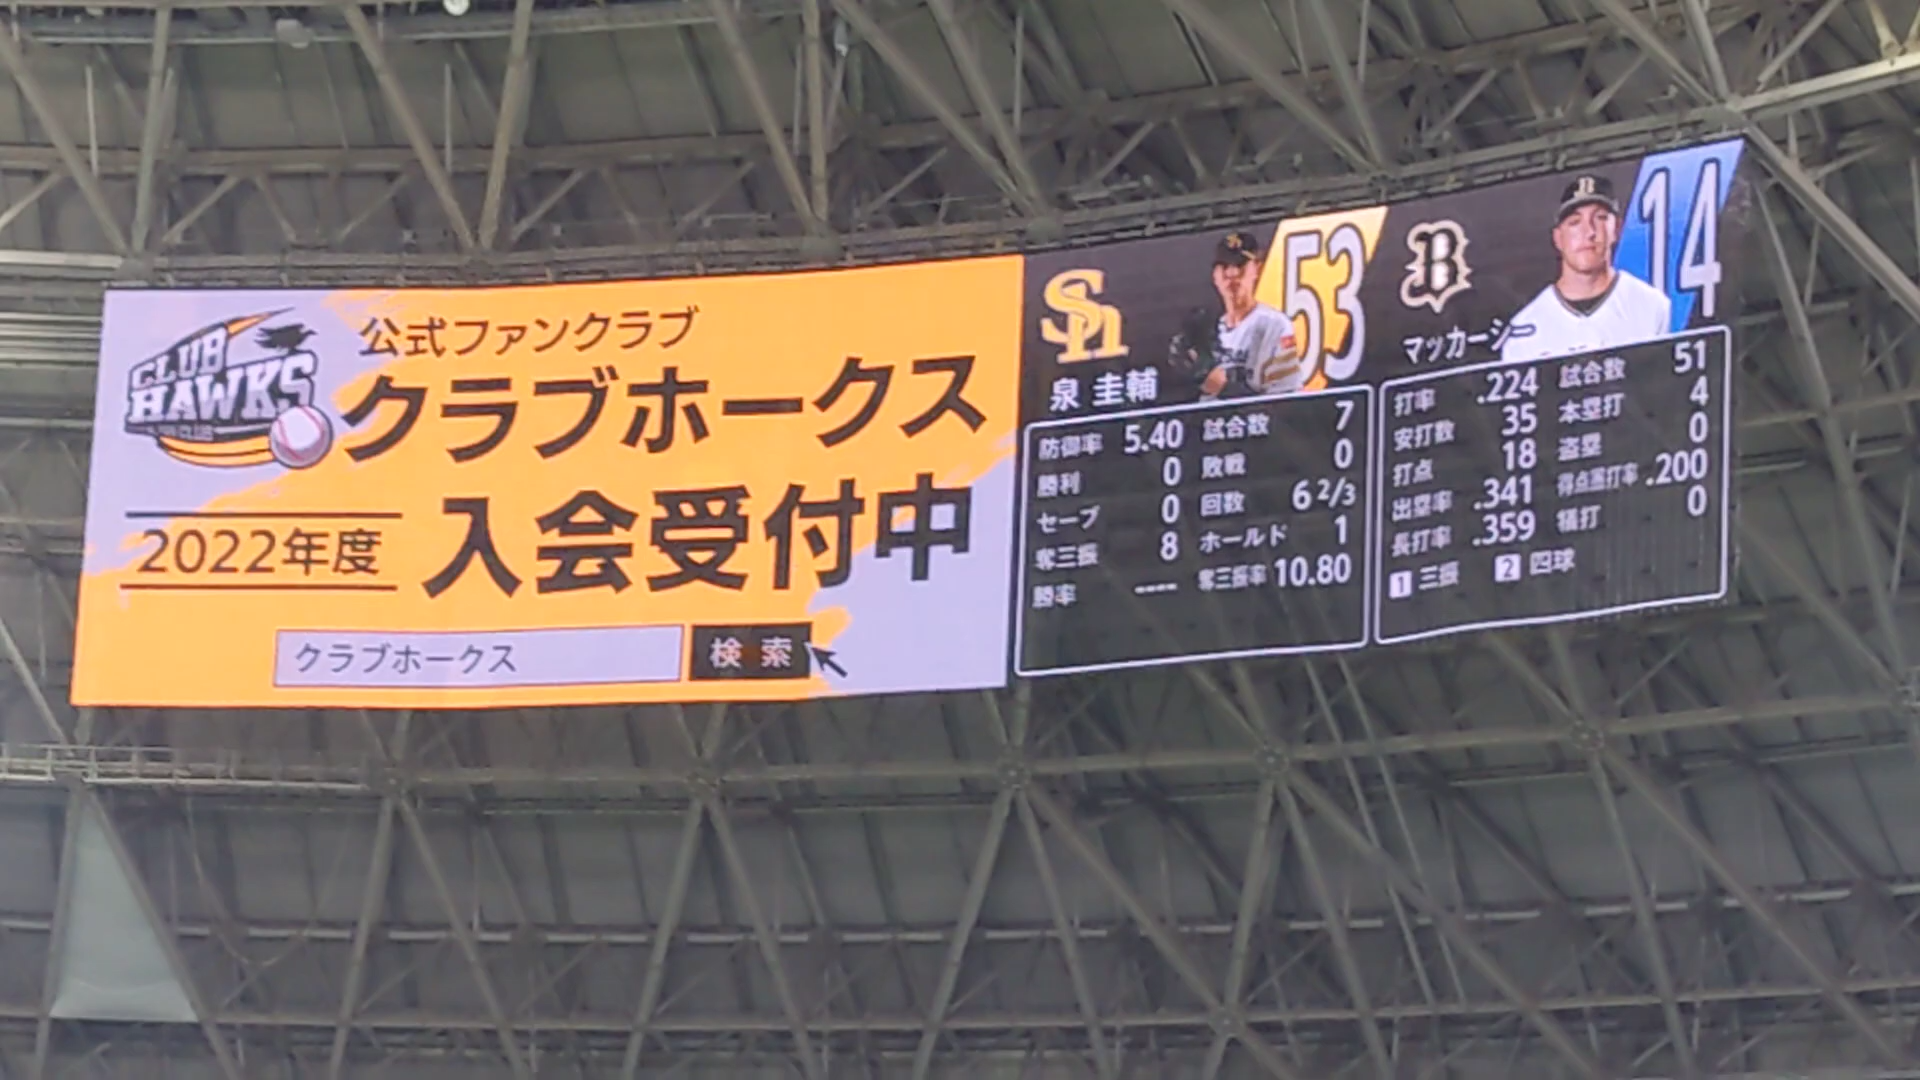 CLUB
HAWKS
公式ファンクラブ
クラブホークス
2022年度
入会受付中
クラブホークス
検索
Sh
53
泉 圭輔
防御率 5.40 試合数 7
勝利 0 敗戦 0
セーブ 0 回数 6 2/3
奪三振 8 ホールド 1
勝率 ---- 奪三振率 10.80
B
B
14
マッカーシー
打率 .224 試合数 51
安打数 35 本塁打 4
打点 18 盗塁 0
出塁率 .341 得点圏打率 .200
長打率 .359 犠打 0
1 三振 2 四球